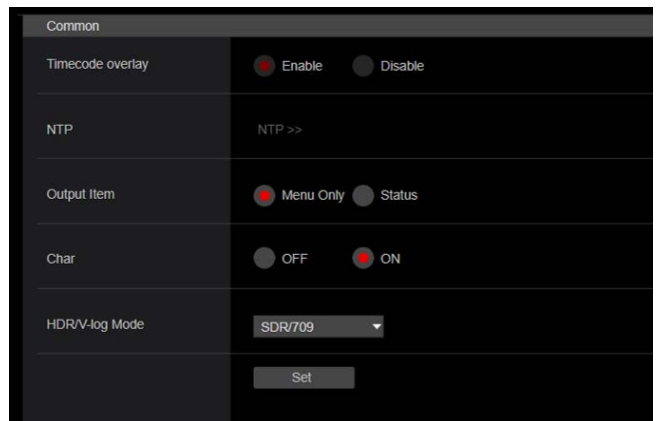 Common
Timecode overlay Enable Disable
NTP NTP >>
Output Item Menu Only Status
Char OFF ON
HDR/V-log Mode SDR/709
Set